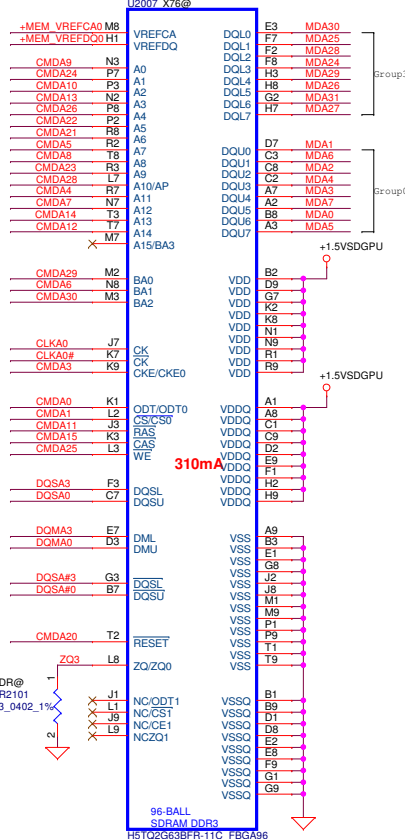 U2007 X76@
+MEM_VREFCA0 M8 VREFCA
+MEM_VREFDQ0 H1 VREFDQ
CMDA9 N3 A0
CMDA24 P7 A1
CMDA10 P3 A2
CMDA13 N2 A3
CMDA26 P8 A4
CMDA22 P2 A5
CMDA21 R8 A6
CMDA5 R2 A7
CMDA8 T8 A8
CMDA23 R3 A9
CMDA28 L7 A10/AP
CMDA4 R7 A11
CMDA7 N7 A12
CMDA14 T3 A13
CMDA12 T7 A14
M7 A15/BA3
CMDA29 M2 BA0
CMDA6 N8 BA1
CMDA30 M3 BA2
CLKA0 J7 CK
CLKA0# K7 CK
CMDA3 K9 CKE/CKE0
CMDA0 K1 ODT/ODT0
CMDA1 L2 CS/CS0
CMDA11 J3 RAS
CMDA15 K3 CAS
CMDA25 L3 WE
DQSA3 F3 DQSL
DQSA0 C7 DQSU
DQMA3 E7 DML
DQMA0 D3 DMU
DQSA#3 G3 DQSL
DQSA#0 B7 DQSU
CMDA20 T2 RESET
ZQ3 L8 ZQ/ZQ0
DR@
R2101
3_0402_1%
1
2
J1 NC/ODT1
L1 NC/CS1
J9 NC/CE1
L9 NCZQ1
310mA
DQL0 E3 MDA30
DQL1 F7 MDA25
DQL2 F2 MDA28
DQL3 F8 MDA24
DQL4 H3 MDA29
DQL5 H8 MDA26
DQL6 G2 MDA31
DQL7 H7 MDA27
DQU0 D7 MDA1
DQU1 C3 MDA6
DQU2 C8 MDA2
DQU3 C2 MDA4
DQU4 A7 MDA3
DQU5 A2 MDA7
DQU6 B8 MDA0
DQU7 A3 MDA5
+1.5VSDGPU
VDD B2
VDD D9
VDD G7
VDD K2
VDD K8
VDD N1
VDD N9
VDD R1
VDD R9
+1.5VSDGPU
VDDQ A1
VDDQ A8
VDDQ C1
VDDQ C9
VDDQ D2
VDDQ E9
VDDQ F1
VDDQ H2
VDDQ H9
VSS A9
VSS B3
VSS E1
VSS G8
VSS J2
VSS J8
VSS M1
VSS M9
VSS P1
VSS P9
VSS T1
VSS T9
VSSQ B1
VSSQ B9
VSSQ D1
VSSQ D8
VSSQ E2
VSSQ E8
VSSQ F9
VSSQ G1
VSSQ G9
96-BALL
SDRAM DDR3
H5TQ2G63BFR-11C FBGA96